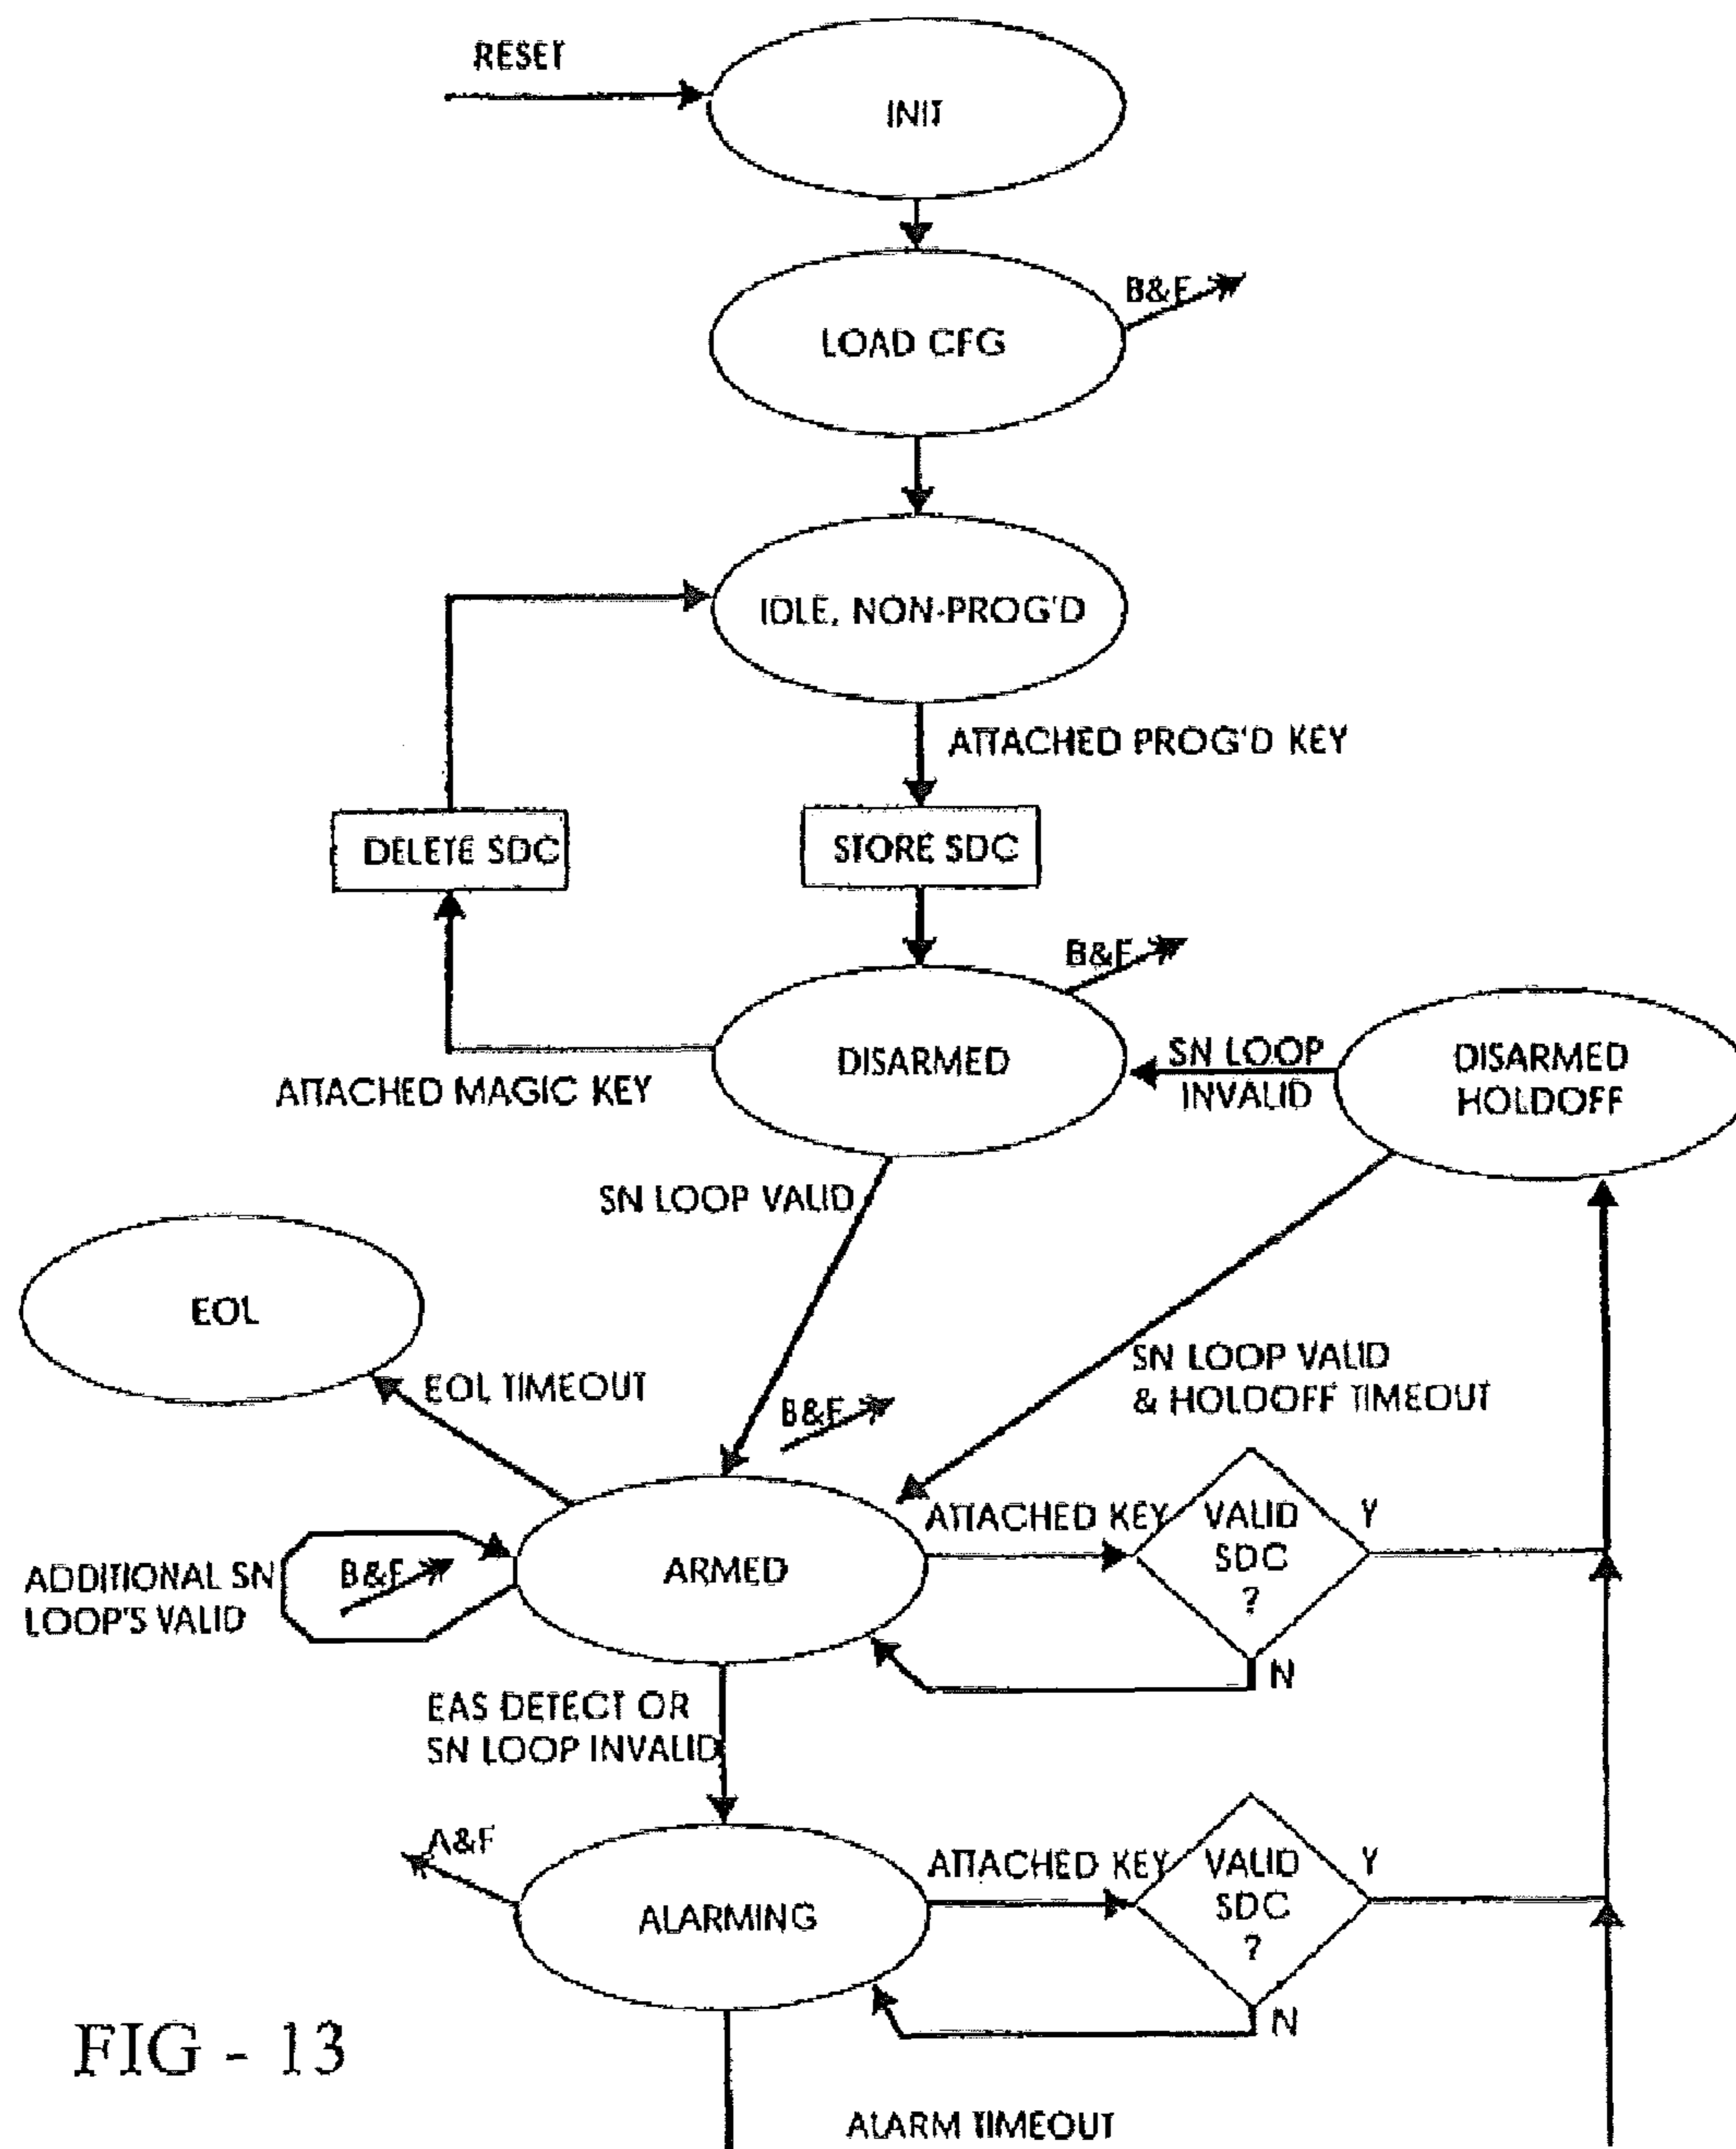 RESET
INIT
B&F
LOAD CFG
IDLE, NON-PROG'D
ATTACHED PROG'D KEY
DELETE SDC
STORE SDC
B&F
DISARMED
SN LOOP
INVALID
DISARMED
HOLDOFF
ATTACHED MAGIC KEY
SN LOOP VALID
EOL
EOL TIMEOUT
SN LOOP VALID
& HOLDOFF TIMEOUT
B&F
ATTACHED KEY
VALID
SDC
?
Y
N
ARMED
ADDITIONAL SN
LOOP'S VALID
B&F
EAS DETECT OR
SN LOOP INVALID
A&F
ALARMING
ATTACHED KEY
VALID
SDC
?
Y
N
FIG - 13
ALARM TIMEOUT